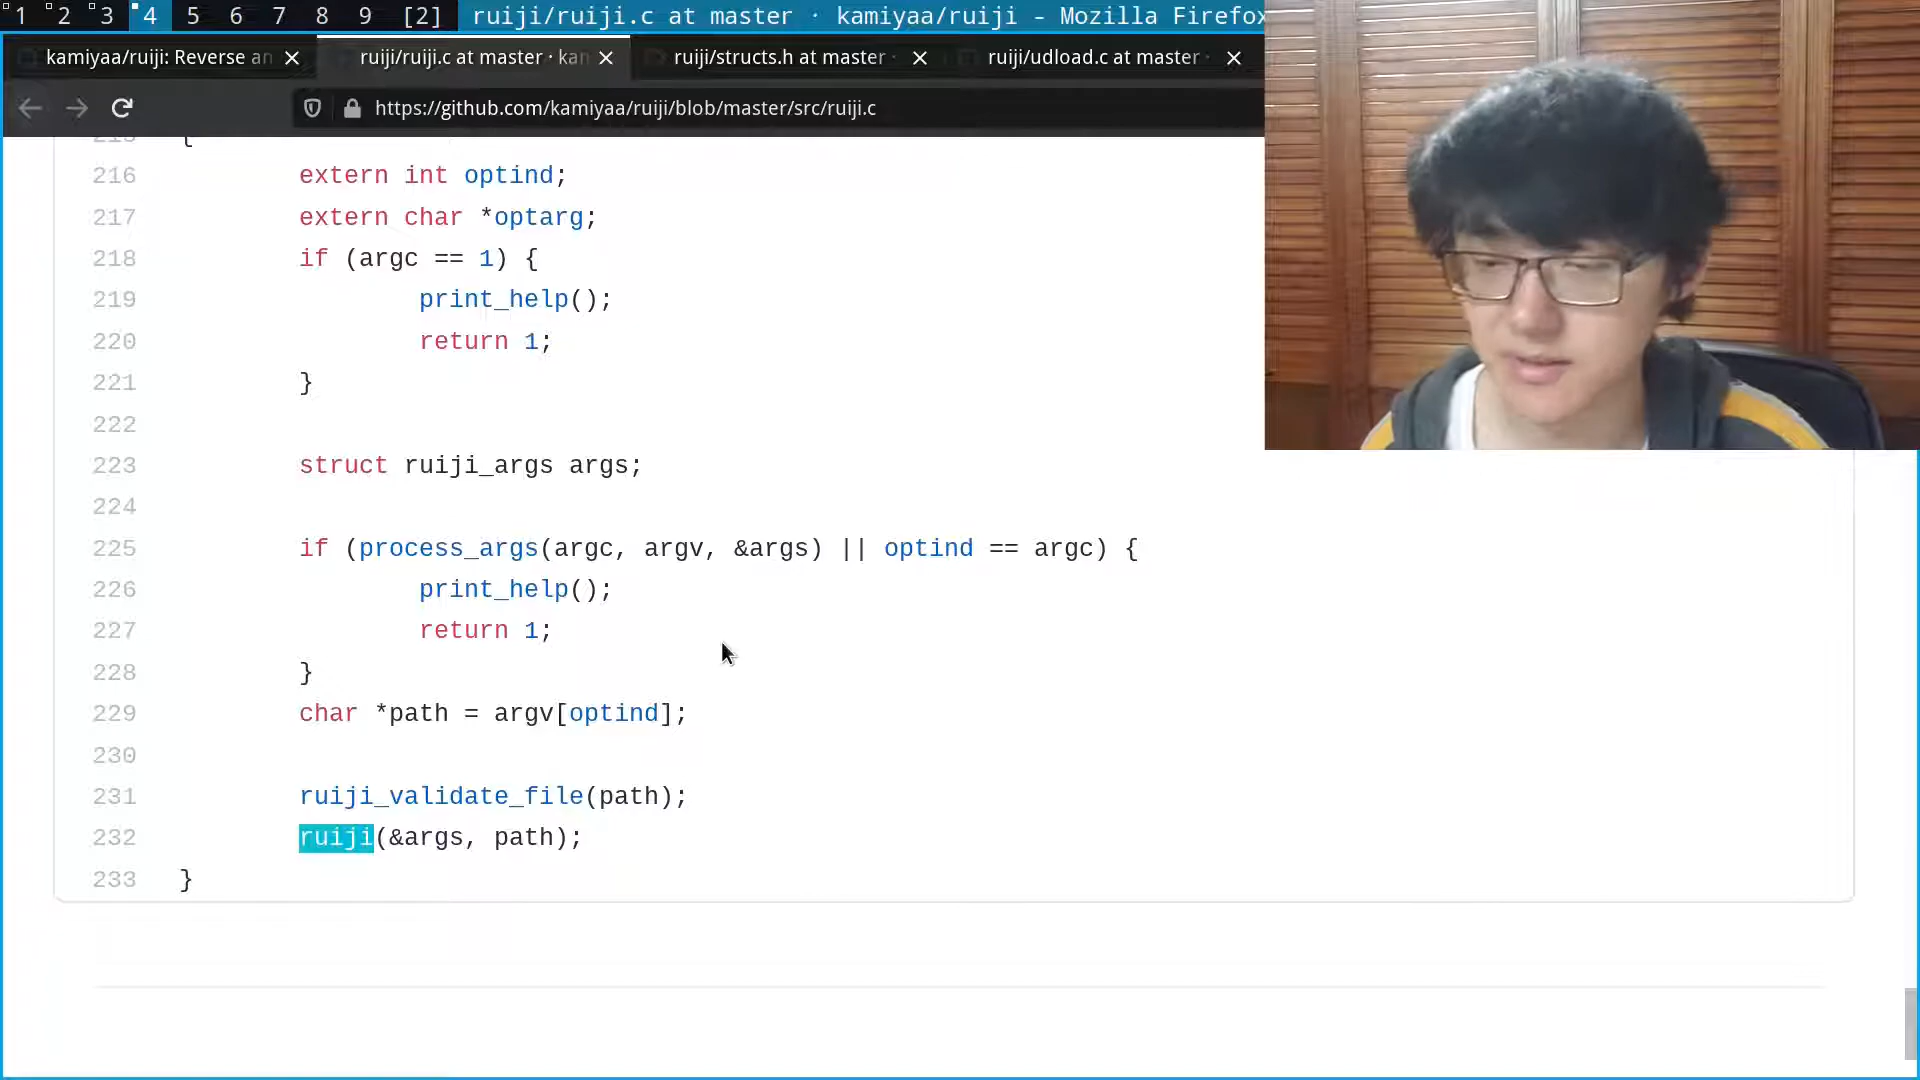 1 2 3 4 5 6 7 8 9 [2] ruiji/ruiji.c at master · kamiyaa/ruiji - Mozilla Firefox
kamiyaa/ruiji: Reverse an ruiji/ruiji.c at master · kan ruiji/structs.h at master · ruiji/udload.c at master ·
https://github.com/kamiyaa/ruiji/blob/master/src/ruiji.c
215 {
216 extern int optind;
217 extern char *optarg;
218 if (argc == 1) {
219 print_help();
220 return 1;
221 }
222
223 struct ruiji_args args;
224
225 if (process_args(argc, argv, &args) || optind == argc) {
226 print_help();
227 return 1;
228 }
229 char *path = argv[optind];
230
231 ruiji_validate_file(path);
232 ruiji(&args, path);
233 }